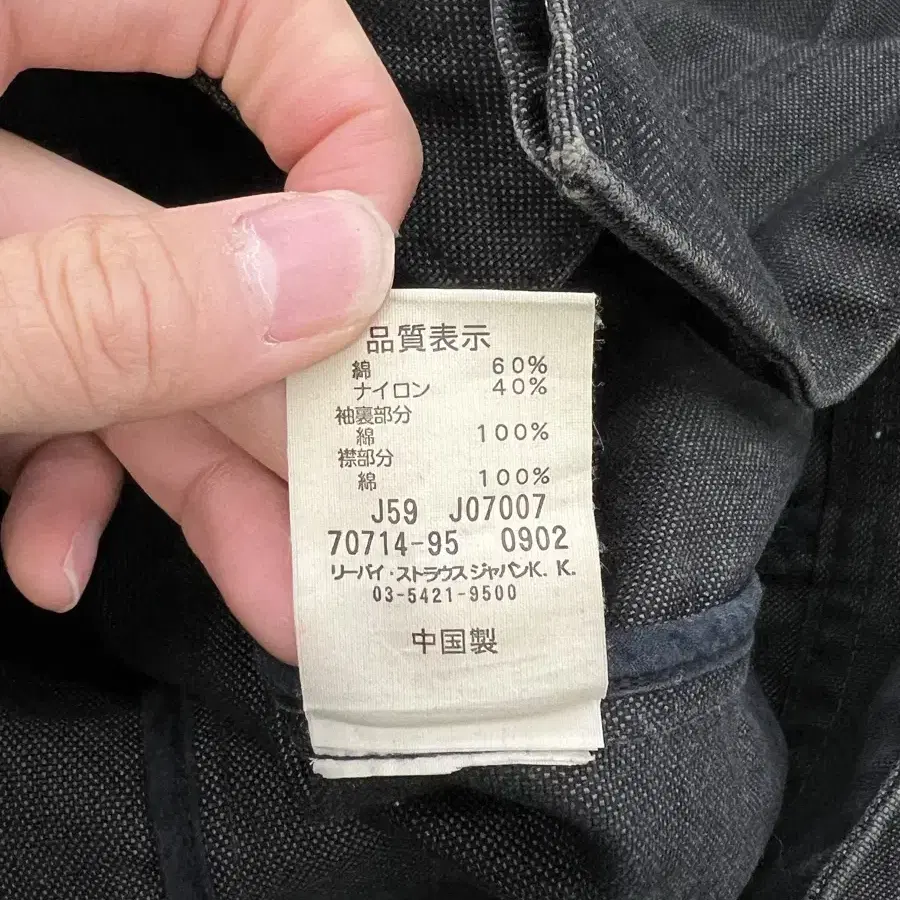 品質表示
綿 60%
ナイロン 40%
袖裏部分
綿 100%
襟部分
綿 100%
J59 J07007
70714-95 0902
リーバイ・ストラウス ジャパンK. K.
03-5421-9500
中国製